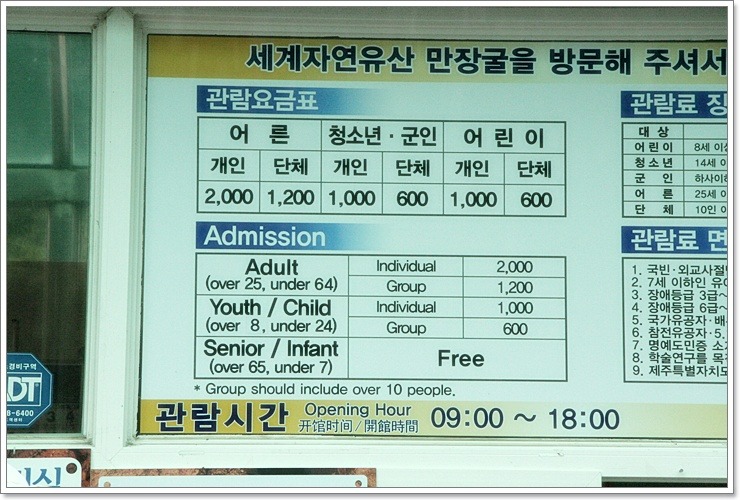 세계자연유산 만장굴을 방문해 주셔서
관람요금표
어 른 청소년·군인 어 린 이
개인 단체 개인 단체 개인 단체
2,000 1,200 1,000 600 1,000 600
Admission
Adult
(over 25, under 64)
Individual 2,000
Group 1,200
Youth / Child
(over 8, under 24)
Individual 1,000
Group 600
Senior / Infant
(over 65, under 7)
Free
* Group should include over 10 people.
관람시간 Opening Hour 09:00 ~ 18:00
开馆时间/開館時間
관람료 징
대 상
어 린 이 8세 이상
청 소 년 14세 이
군 인 하사이하
어 른 25세 이
단 체 10인 이
관람료 면
1. 국빈·외교사절
2. 7세 이하인 유아
3. 장애등급 3급~
4. 장애등급 6급~
5. 국가유공자·배
6. 참전유공자·5.
7. 명예도민증 소
8. 학술연구를 목
9. 제주특별자치도
경비구역
ADT
8-6400